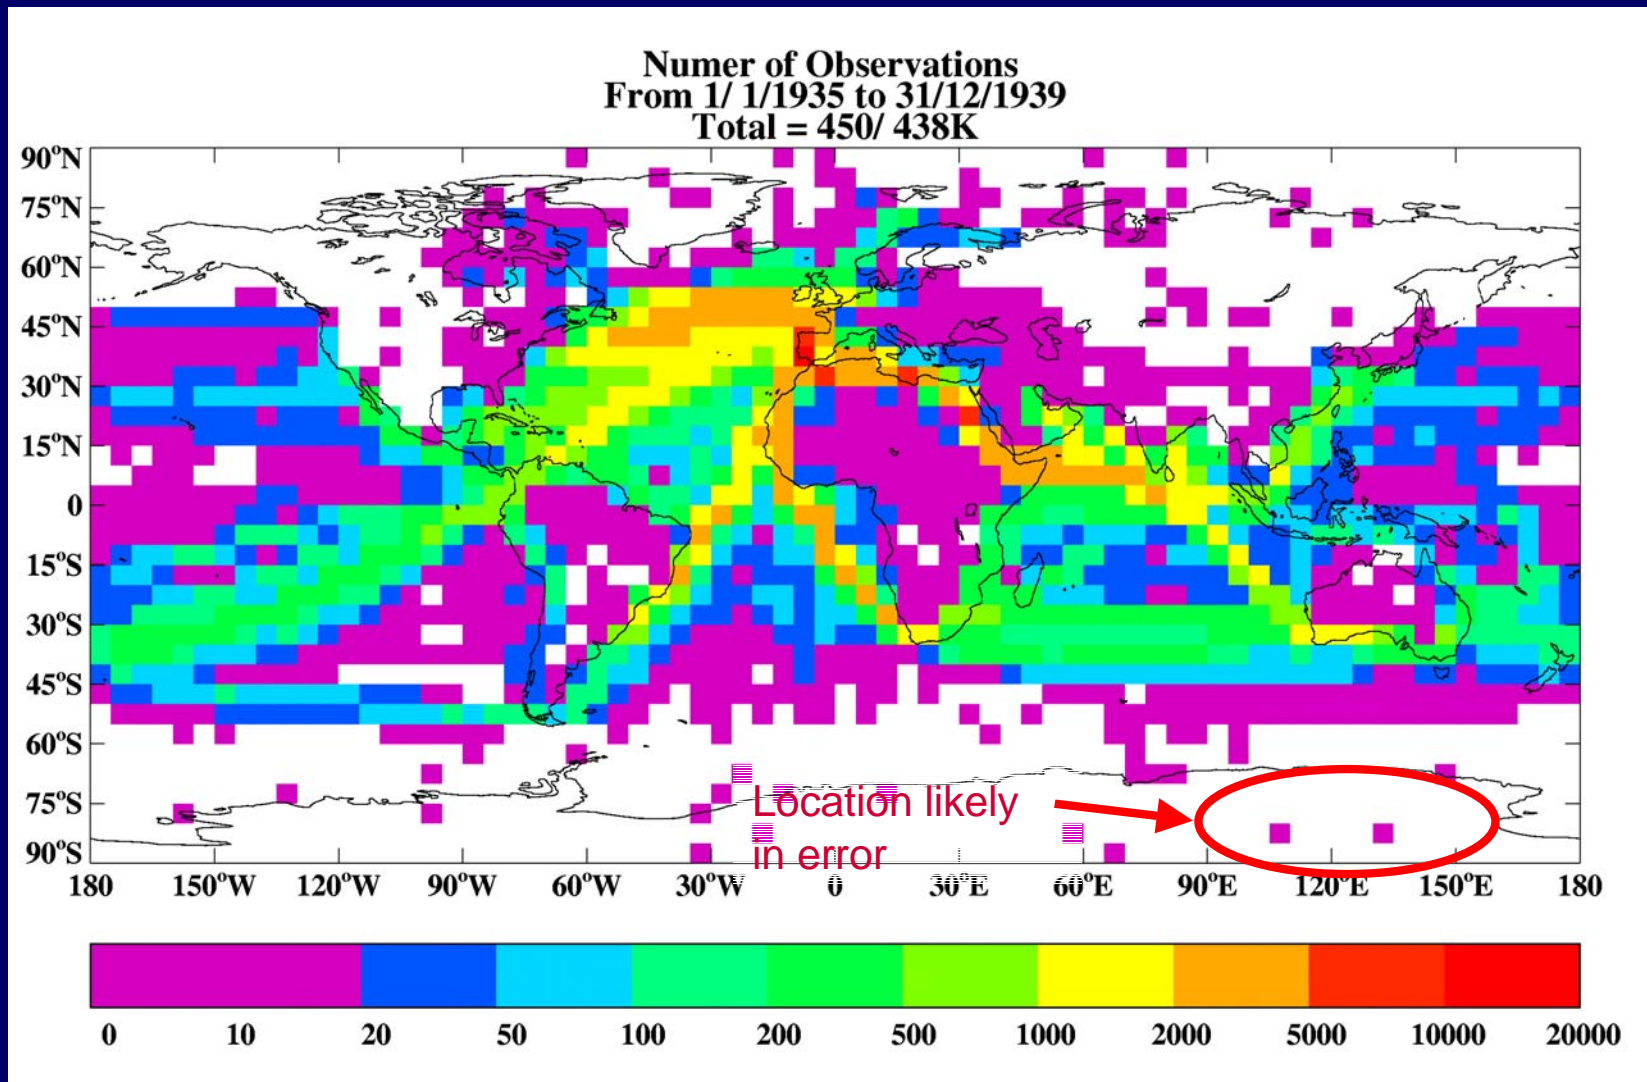 Numer of Observations
From 1/ 1/1935 to 31/12/1939
Total = 450/ 438K
90°N
75°N
60°N
45°N
30°N
15°N
0
15°S
30°S
45°S
60°S
75°S
90°S
Location likely
in error
180 150°W 120°W 90°W 60°W 30°W 0 30°E 60°E 90°E 120°E 150°E 180
0 10 20 50 100 200 500 1000 2000 5000 10000 20000